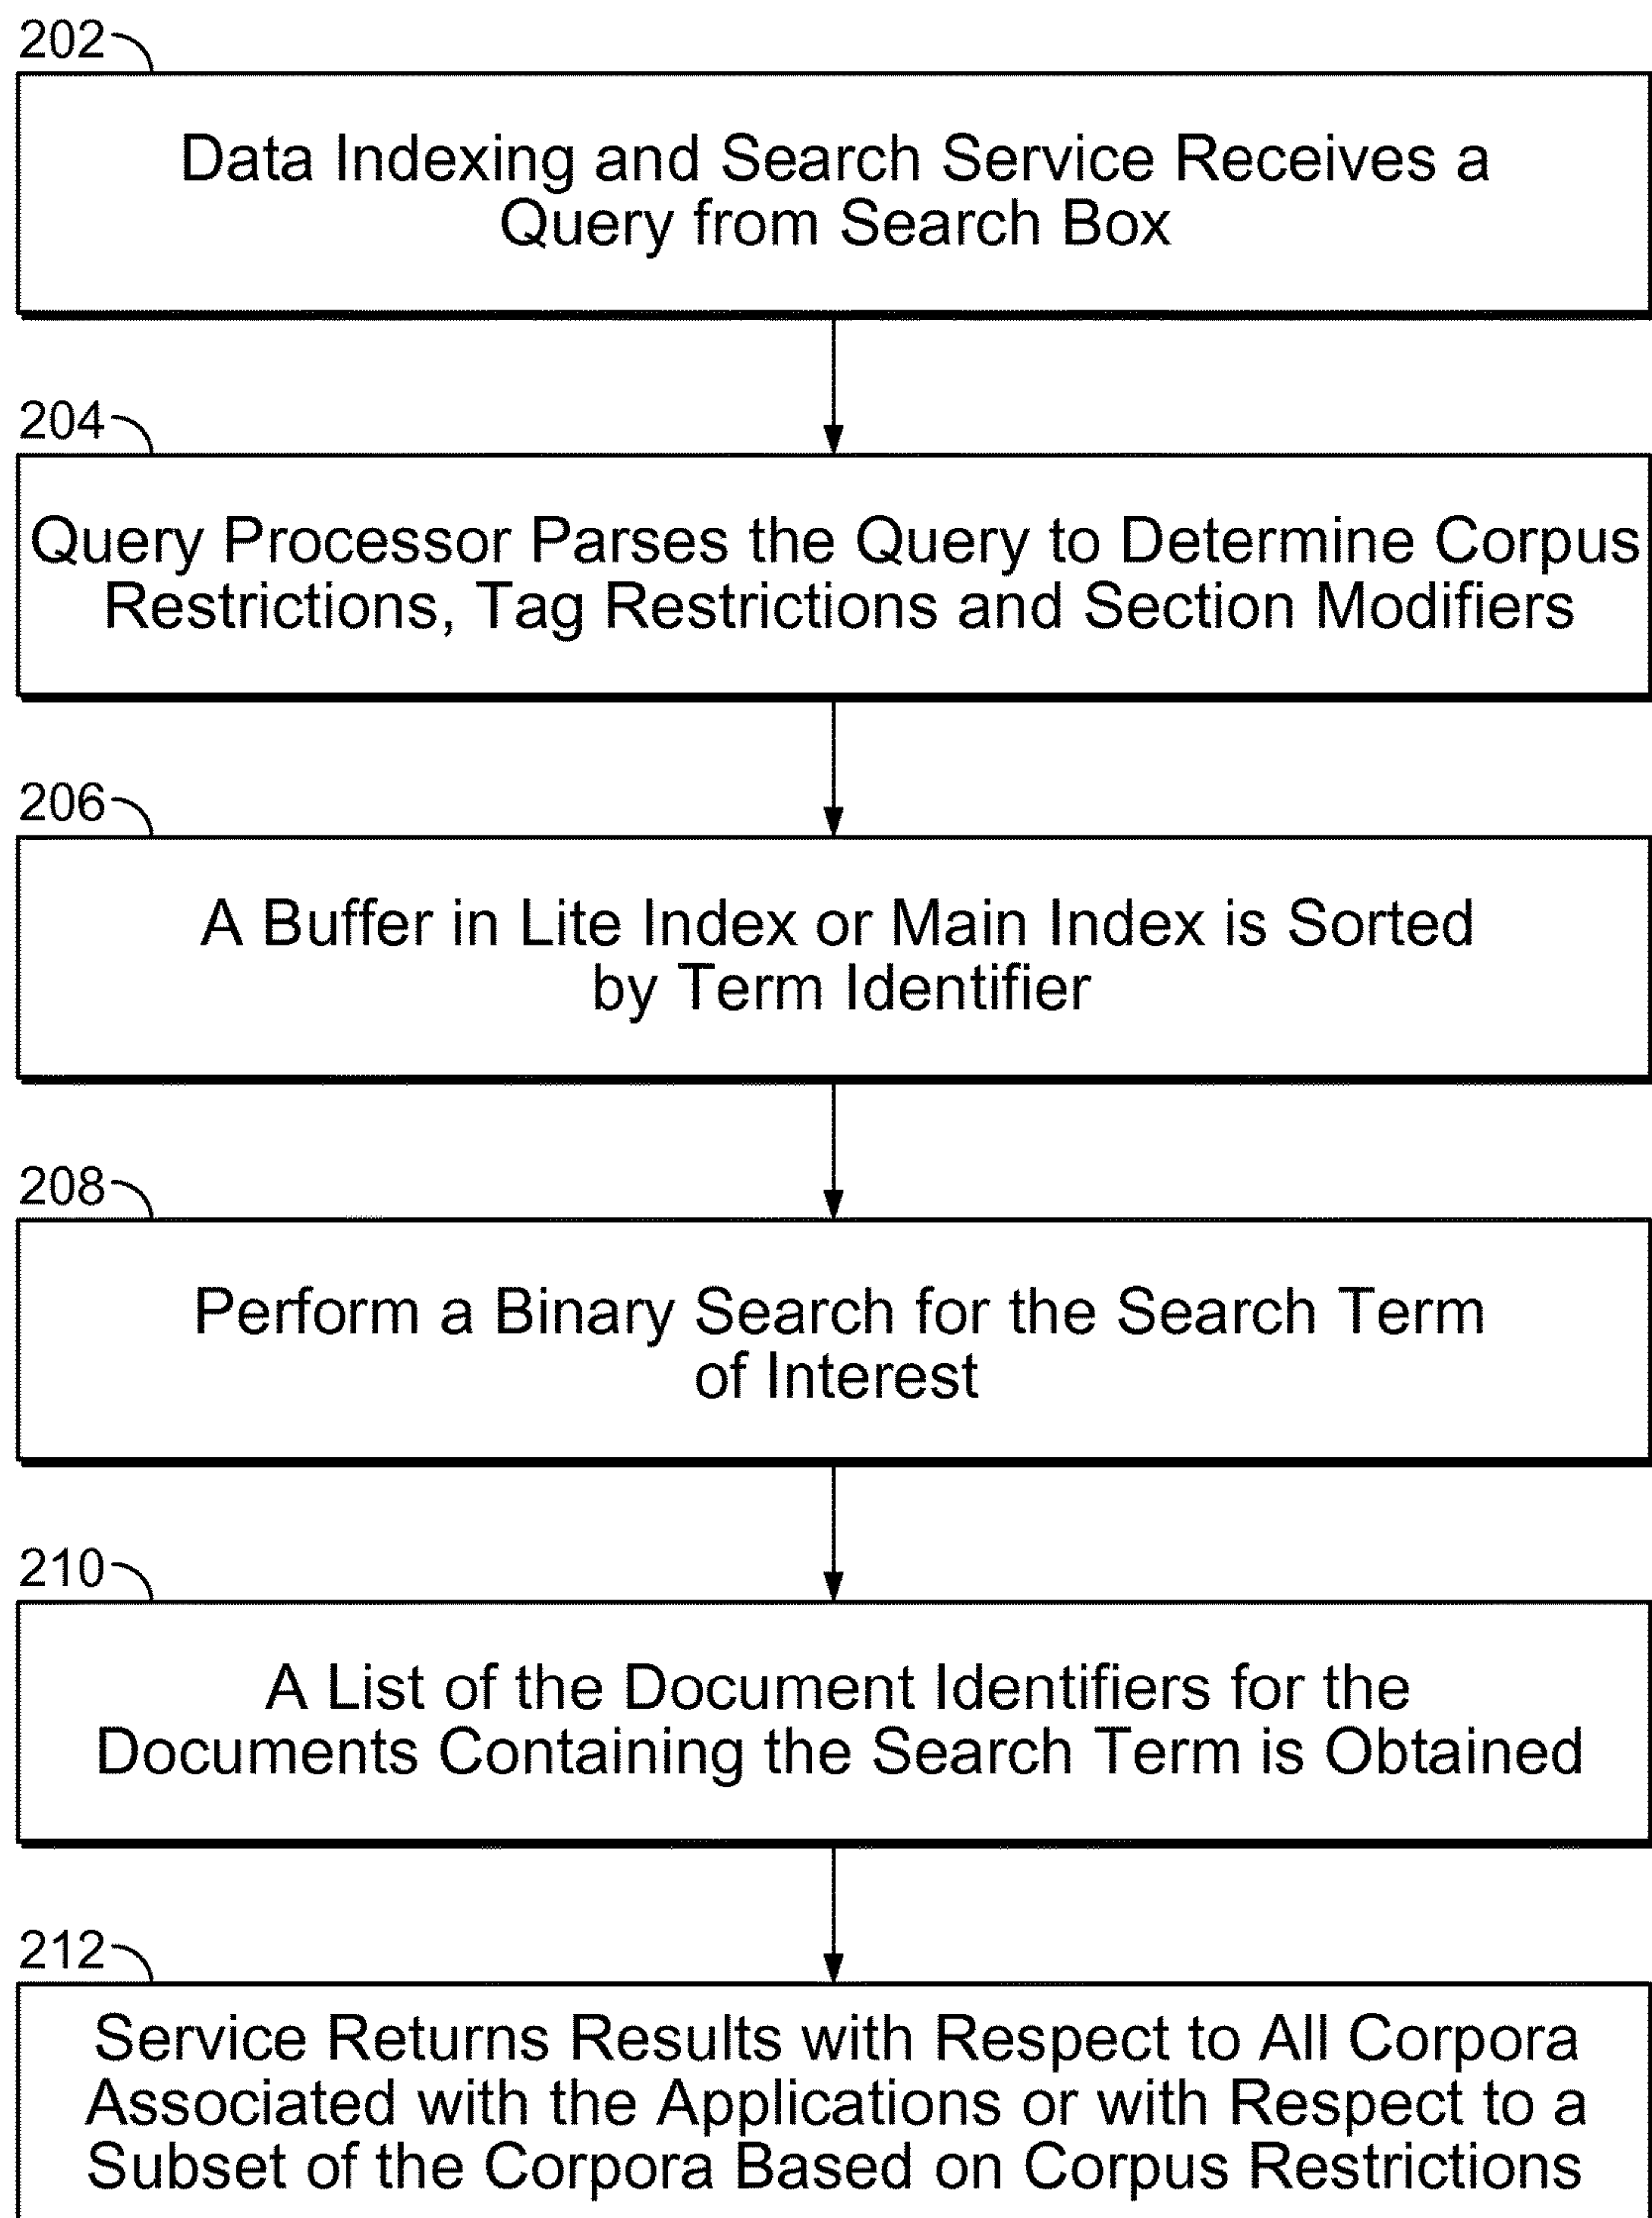 202
Data Indexing and Search Service Receives a
Query from Search Box
204
Query Processor Parses the Query to Determine Corpus
Restrictions, Tag Restrictions and Section Modifiers
206
A Buffer in Lite Index or Main Index is Sorted
by Term Identifier
208
Perform a Binary Search for the Search Term
of Interest
210
A List of the Document Identifiers for the
Documents Containing the Search Term is Obtained
212
Service Returns Results with Respect to All Corpora
Associated with the Applications or with Respect to a
Subset of the Corpora Based on Corpus Restrictions